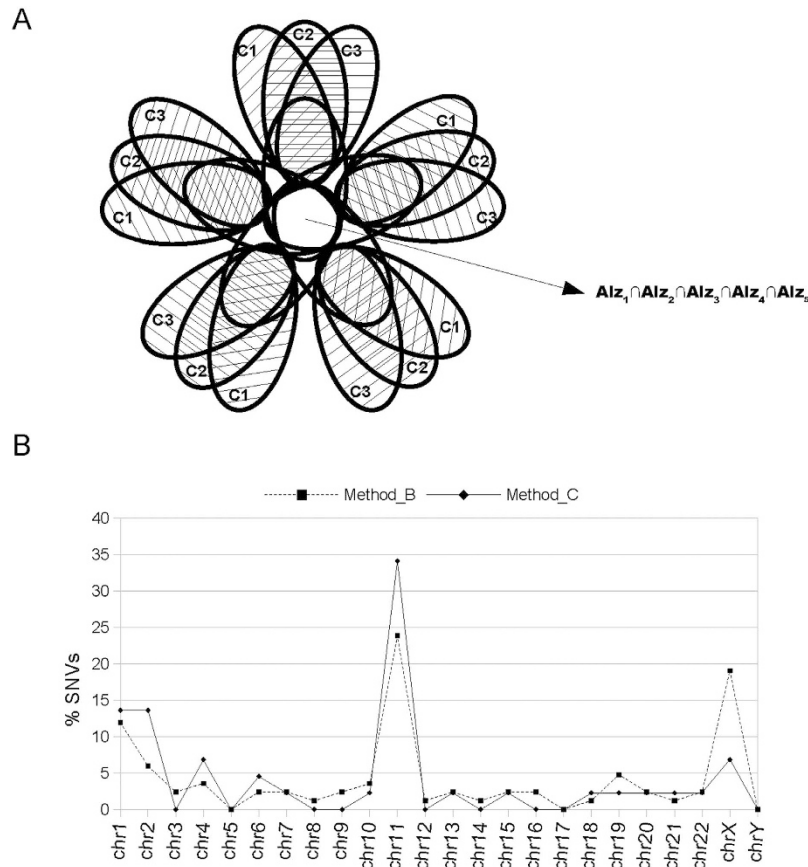 A
C1 C2 C3
C3 C2 C1
C1 C2 C3
C3 C2 C1
C1 C2 C3
Alz₁∩Alz₂∩Alz₃∩Alz₄∩Alz₅
B
Method_B Method_C
% SNVs
40
35
30
25
20
15
10
5
0
chr1 chr2 chr3 chr4 chr5 chr6 chr7 chr8 chr9 chr10 chr11 chr12 chr13 chr14 chr15 chr16 chr17 chr18 chr19 chr20 chr21 chr22 chrX chrY